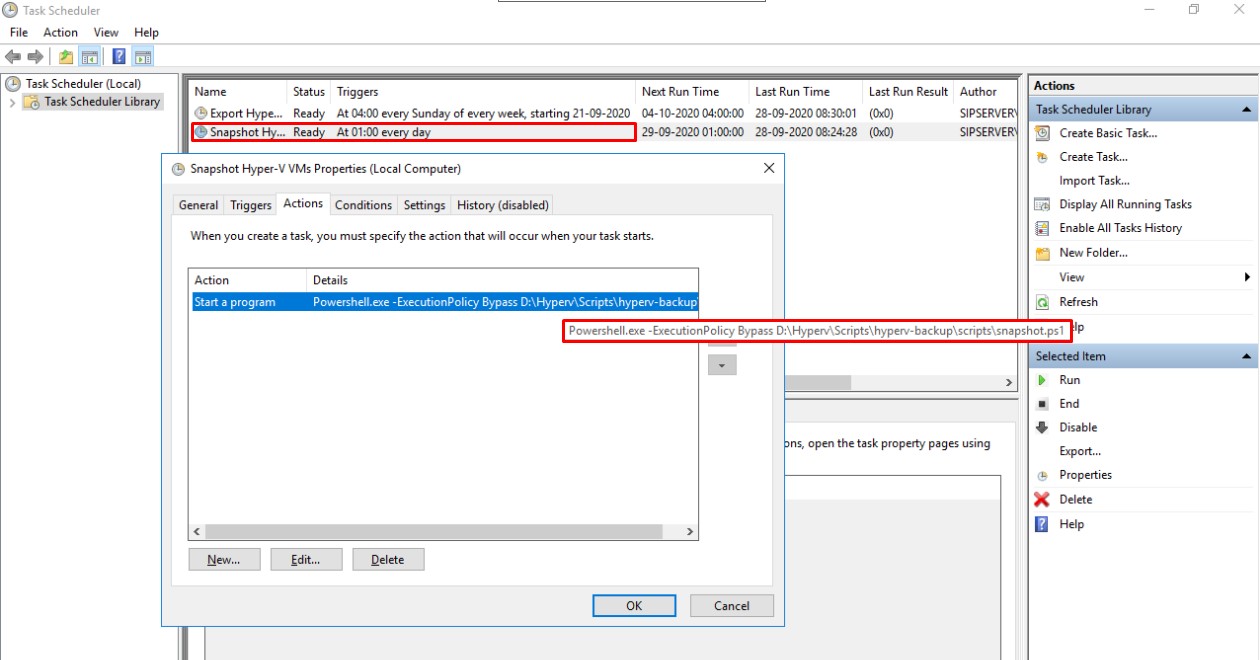 Task Scheduler
File Action View Help
Task Scheduler (Local)
Task Scheduler Library
Name Status Triggers Next Run Time Last Run Time Last Run Result Author
Export Hype... Ready At 04:00 every Sunday of every week, starting 21-09-2020 04-10-2020 04:00:00 28-09-2020 08:30:01 (0x0) SIPSERVER\
Snapshot Hy... Ready At 01:00 every day 29-09-2020 01:00:00 28-09-2020 08:24:28 (0x0) SIPSERVER\
Snapshot Hyper-V VMs Properties (Local Computer)
General Triggers Actions Conditions Settings History (disabled)
When you create a task, you must specify the action that will occur when your task starts.
Action Details
Start a program Powershell.exe -ExecutionPolicy Bypass D:\Hyperv\Scripts\hyperv-backup\
Powershell.exe -ExecutionPolicy Bypass D:\Hyperv\Scripts\hyperv-backup\scripts\snapshot.ps1
New... Edit... Delete
OK Cancel
ons, open the task property pages using
Actions
Task Scheduler Library
Create Basic Task...
Create Task...
Import Task...
Display All Running Tasks
Enable All Tasks History
New Folder...
View
Refresh
elp
Selected Item
Run
End
Disable
Export...
Properties
Delete
Help